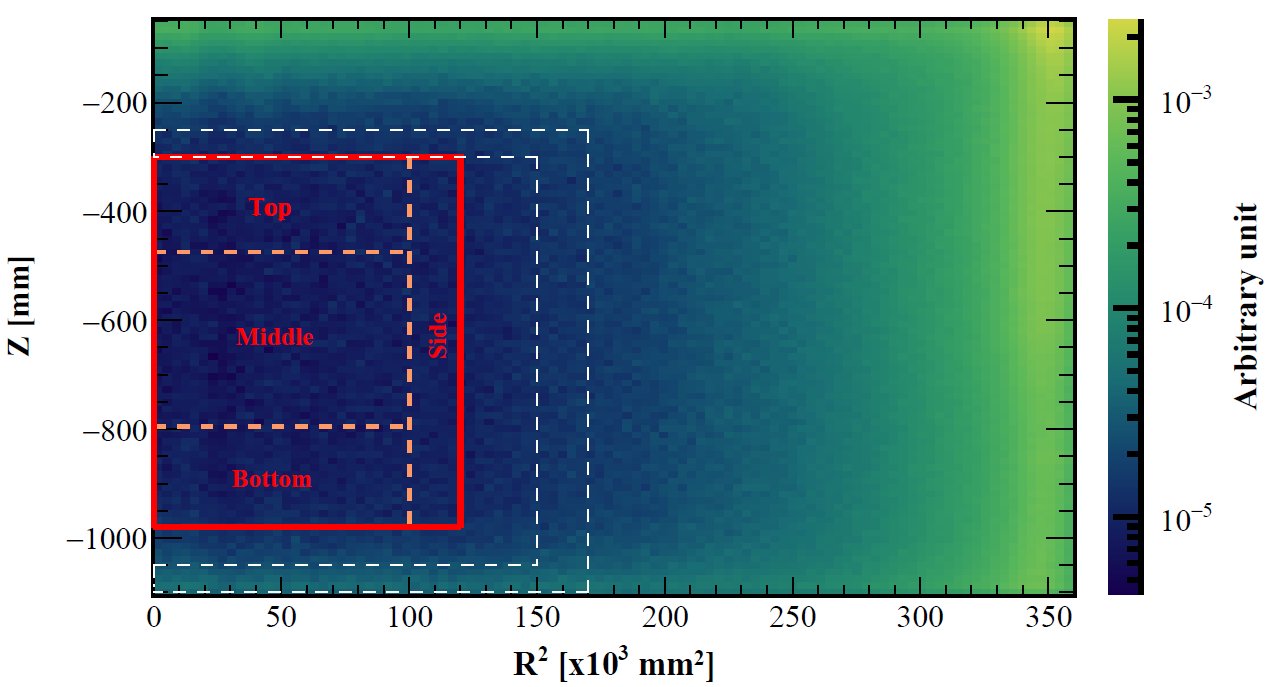 −200
−400
−600
−800
−1000
Z [mm]
Top
Middle
Side
Bottom
0 50 100 150 200 250 300 350
R² [x10³ mm²]
10⁻³
10⁻⁴
10⁻⁵
Arbitrary unit